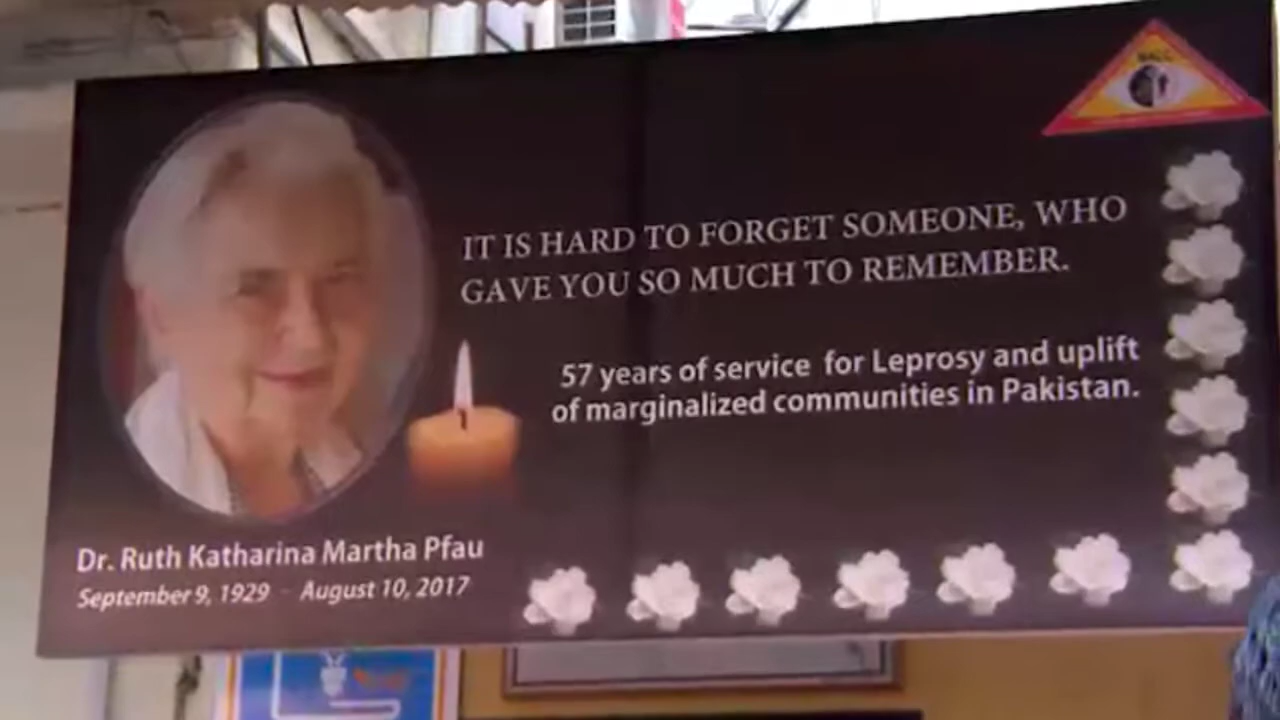 IT IS HARD TO FORGET SOMEONE, WHO
GAVE YOU SO MUCH TO REMEMBER.
57 years of service for Leprosy and uplift
of marginalized communities in Pakistan.
Dr. Ruth Katharina Martha Pfau
September 9, 1929 - August 10, 2017